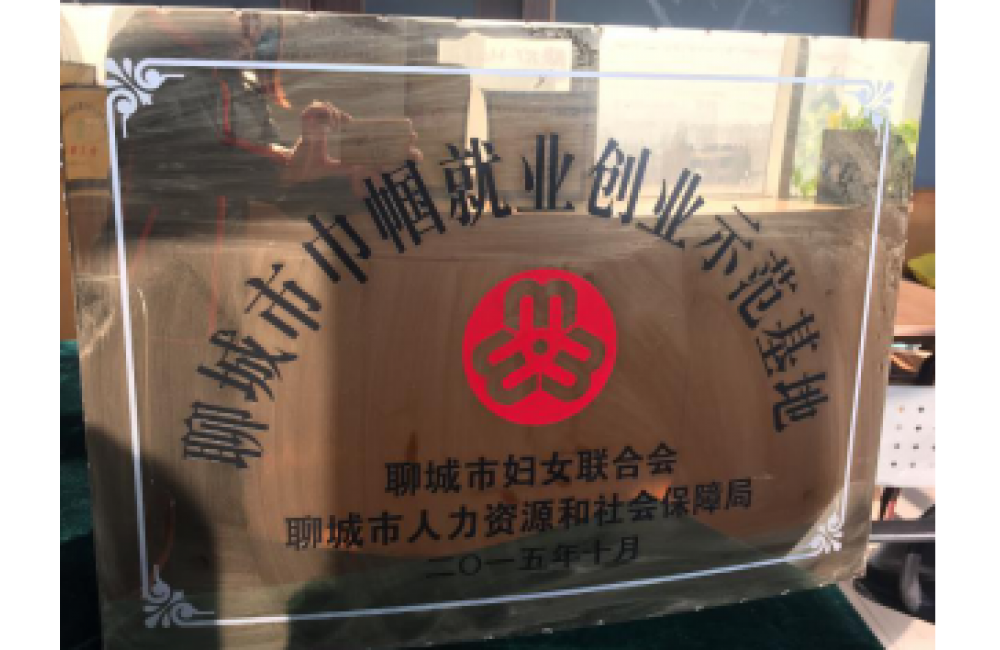 聊城市巾帼就业创业示范基地
聊城市妇女联合会
聊城市人力资源和社会保障局
二〇一五年十月